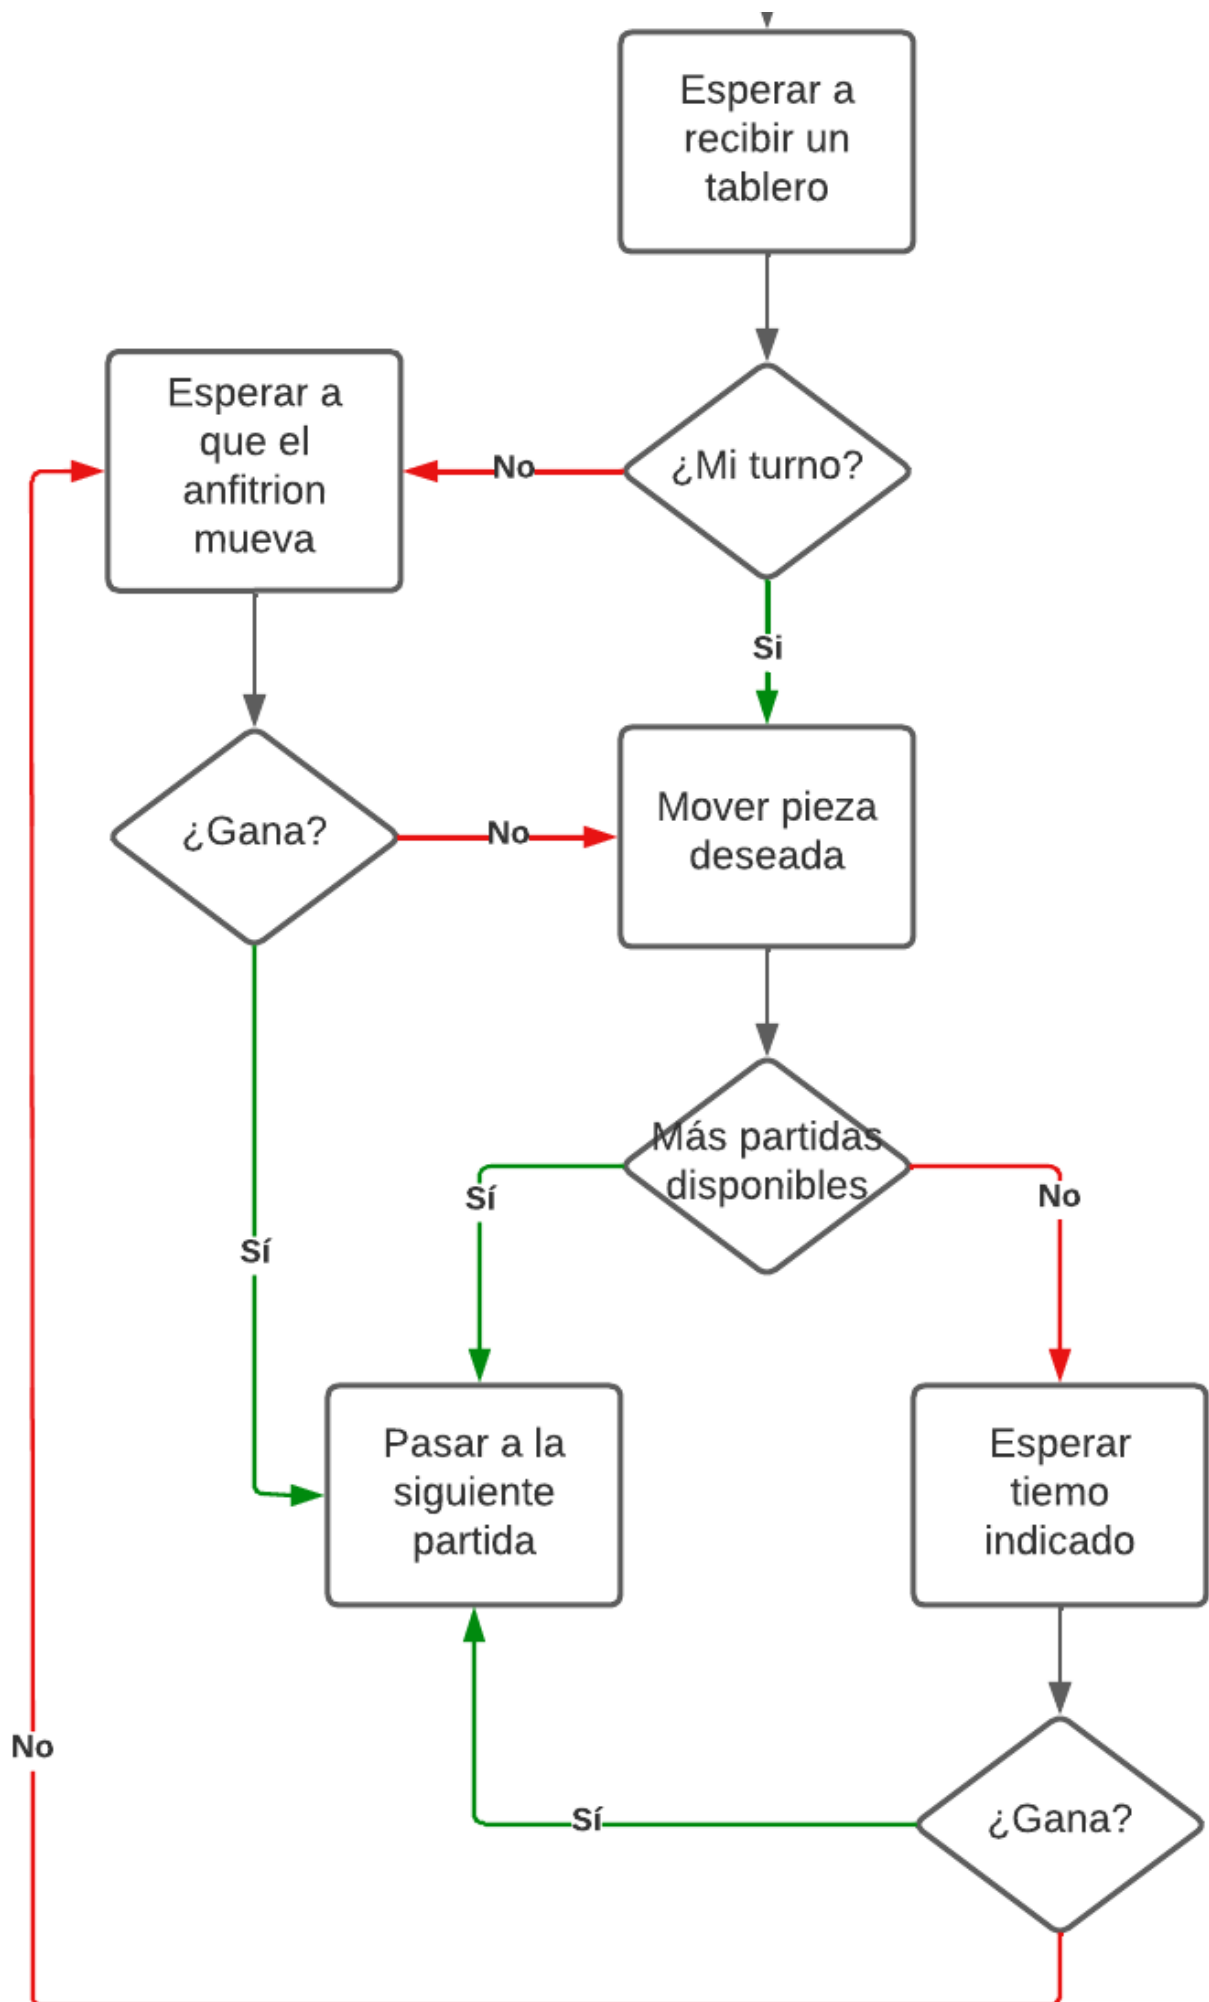 Esperar a
recibir un
tablero
Esperar a
que el
anfitrion
mueva
No
¿Mi turno?
Si
¿Gana?
No
Mover pieza
deseada
Más partidas
disponibles
Sí
No
Sí
Pasar a la
siguiente
partida
Esperar
tiemo
indicado
No
Sí
¿Gana?